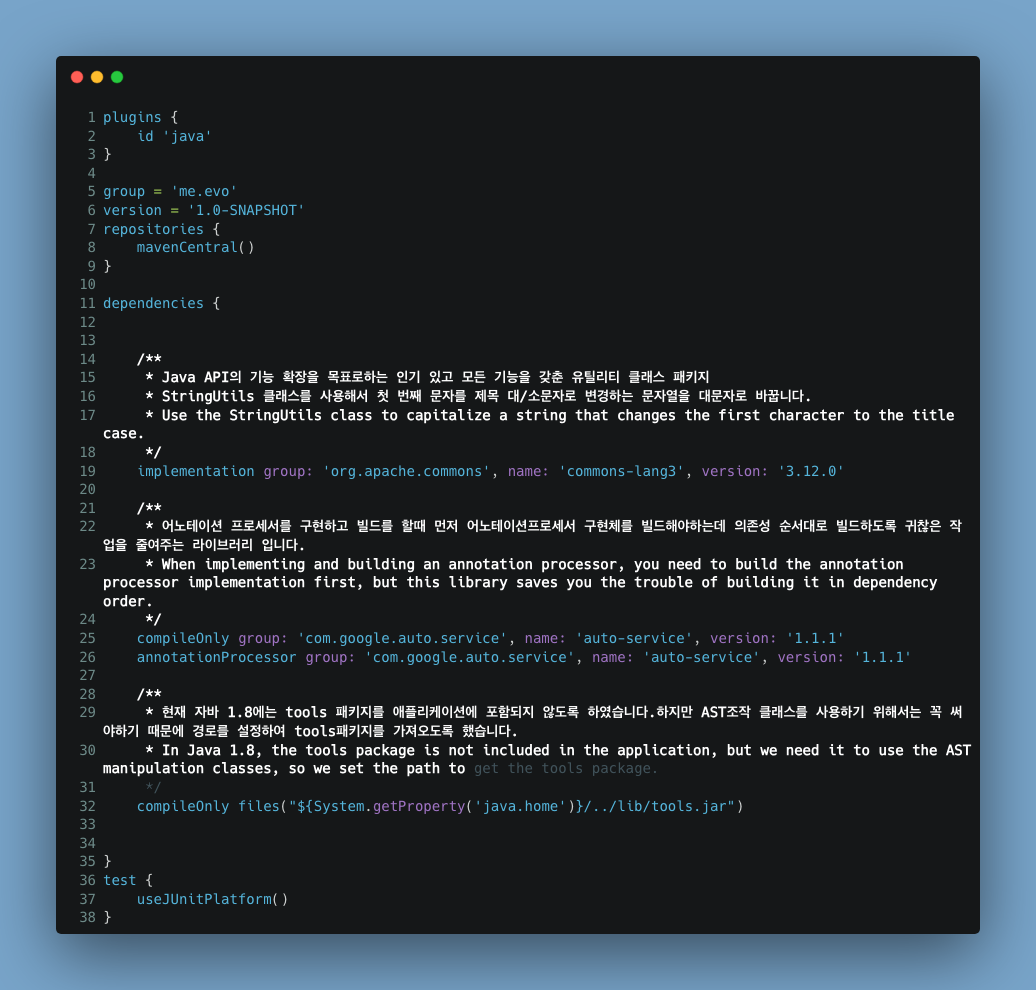 1 plugins {
2     id 'java'
3 }
4
5 group = 'me.evo'
6 version = '1.0-SNAPSHOT'
7 repositories {
8     mavenCentral()
9 }
10
11 dependencies {
12
13
14     /**
15      * Java API의 기능 확장을 목표로하는 인기 있고 모든 기능을 갖춘 유틸리티 클래스 패키지
16      * StringUtils 클래스를 사용해서 첫 번째 문자를 제목 대/소문자로 변경하는 문자열을 대문자로 바꿉니다.
17      * Use the StringUtils class to capitalize a string that changes the first character to the title
case.
18      */
19     implementation group: 'org.apache.commons', name: 'commons-lang3', version: '3.12.0'
20
21     /**
22      * 어노테이션 프로세서를 구현하고 빌드를 할때 먼저 어노테이션프로세서 구현체를 빌드해야하는데 의존성 순서대로 빌드하도록 귀찮은 작
업을 줄여주는 라이브러리 입니다.
23      * When implementing and building an annotation processor, you need to build the annotation
processor implementation first, but this library saves you the trouble of building it in dependency
order.
24      */
25     compileOnly group: 'com.google.auto.service', name: 'auto-service', version: '1.1.1'
26     annotationProcessor group: 'com.google.auto.service', name: 'auto-service', version: '1.1.1'
27
28     /**
29      * 현재 자바 1.8에는 tools 패키지를 애플리케이션에 포함되지 않도록 하였습니다.하지만 AST조작 클래스를 사용하기 위해서는 꼭 써
야하기 때문에 경로를 설정하여 tools패키지를 가져오도록 했습니다.
30      * In Java 1.8, the tools package is not included in the application, but we need it to use the AST
manipulation classes, so we set the path to get the tools package.
31      */
32     compileOnly files("${System.getProperty('java.home')}/../lib/tools.jar")
33
34
35 }
36 test {
37     useJUnitPlatform()
38 }